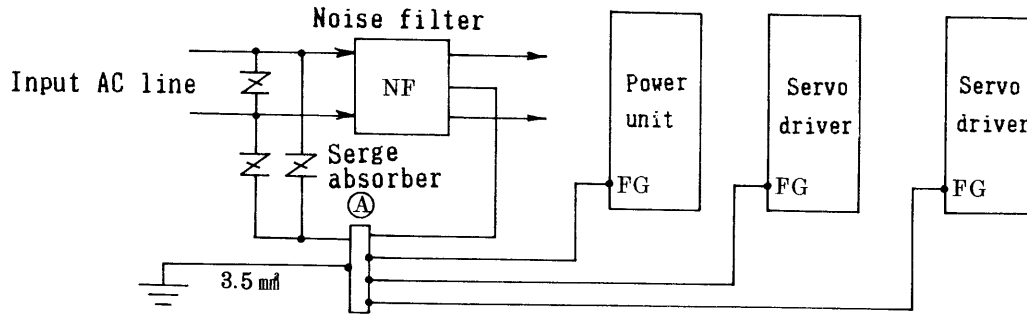 Noise filter
Input AC line
NF
Serge
absorber
Ⓐ
3.5 m㎡
Power
unit
FG
Servo
driver
FG
Servo
driver
FG